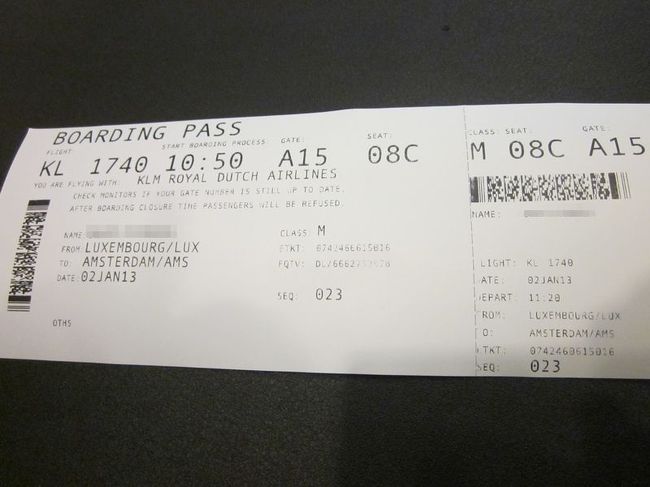 BOARDING PASS
FLIGHT START BOARDING PROCESS GATE: SEAT:
KL 1740 10:50 A15 08C
YOU ARE FLYING WITH: KLM ROYAL DUTCH AIRLINES
CHECK MONITORS IF YOUR GATE NUMBER IS STILL UP TO DATE.
AFTER BOARDING CLOSURE TIME PASSENGERS WILL BE REFUSED.
NAME: CLASS: M
FROM: LUXEMBOURG/LUX ETKT: 0742460615016
TO: AMSTERDAM/AMS FQTV:
DATE: 02JAN13
SEQ: 023
OTHS
CLASS: SEAT: GATE:
M 08C A15
NAME:
LIGHT: KL 1740
ATE: 02JAN13
DEPART: 11:20
ROM: LUXEMBOURG/LUX
O: AMSTERDAM/AMS
TKT: 0742460615016
SEQ: 023